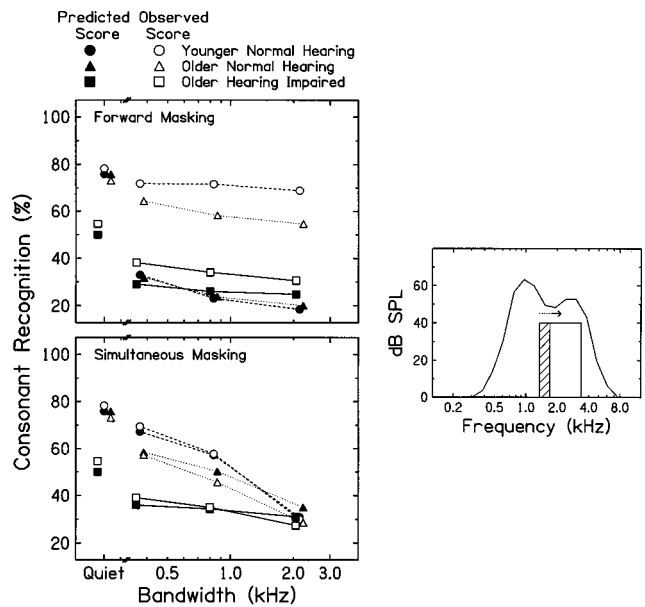 Predicted Observed
Score Score
Younger Normal Hearing
Older Normal Hearing
Older Hearing Impaired
Forward Masking
100
80
60
40
20
Simultaneous Masking
100
80
60
40
20
Consonant Recognition (%)
Quiet 0.5 1.0 2.0 3.0
Bandwidth (kHz)
60
40
20
0
dB SPL
0.2 0.5 1.0 2.0 4.0 8.0
Frequency (kHz)